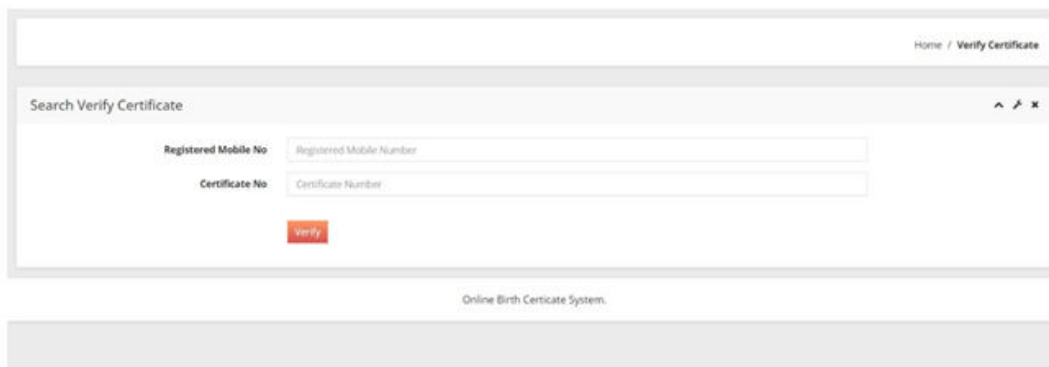 Home / Verify Certificate
Search Verify Certificate
Registered Mobile No Registered Mobile Number
Certificate No Certificate Number
Verify
Online Birth Certicate System.